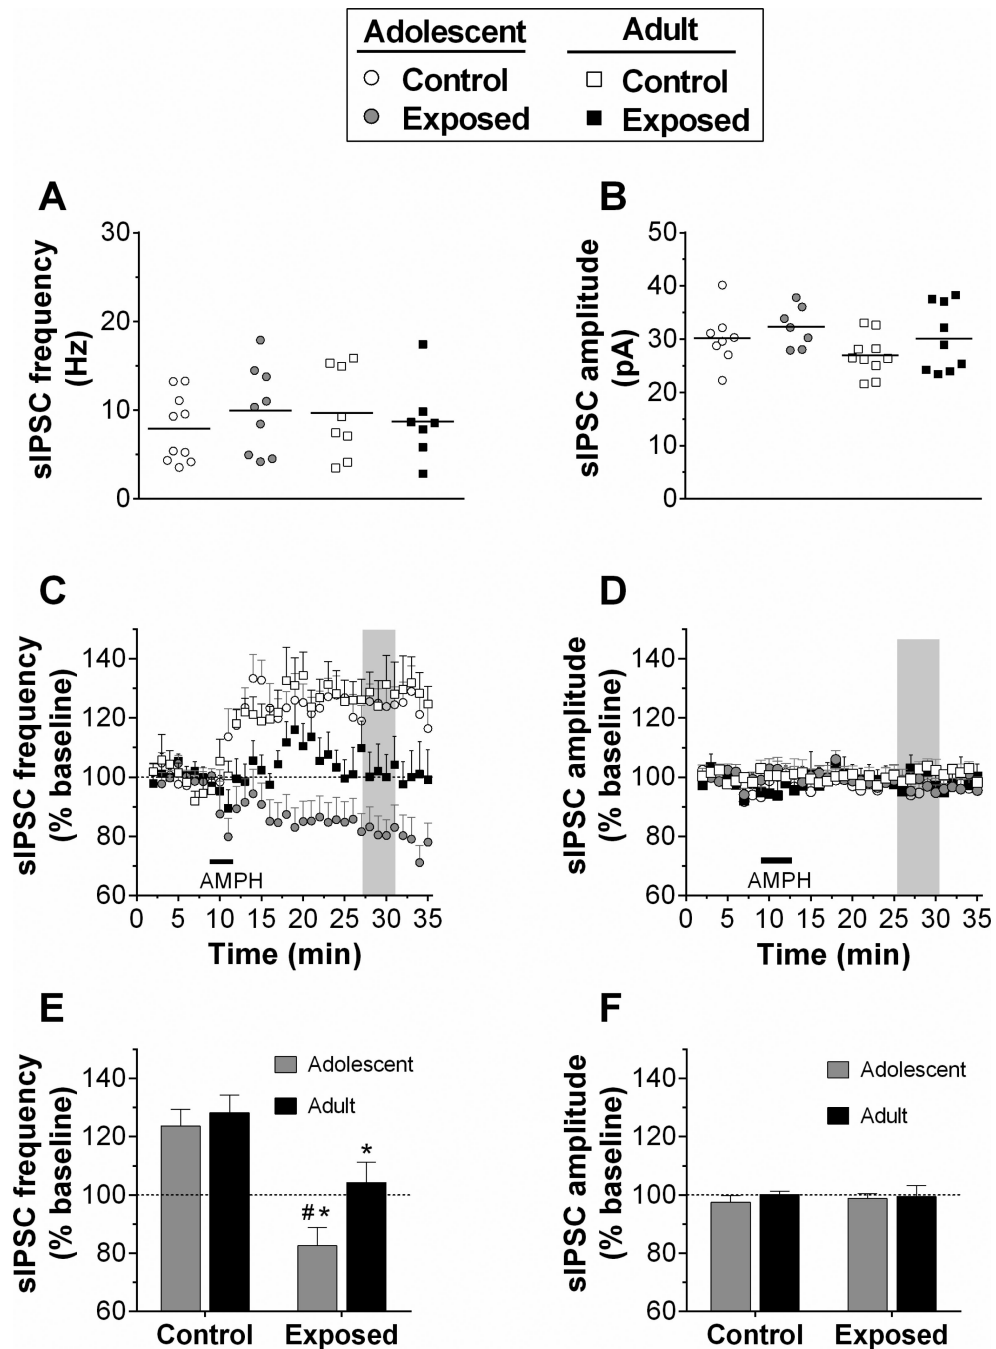 Adolescent Adult
Control Control
Exposed Exposed
A
sIPSC frequency
(Hz)
30
20
10
0
B
sIPSC amplitude
(pA)
50
40
30
20
10
0
C
sIPSC frequency
(% baseline)
140
120
100
80
60
AMPH
0 5 10 15 20 25 30 35
Time (min)
D
sIPSC amplitude
(% baseline)
140
120
100
80
60
AMPH
0 5 10 15 20 25 30 35
Time (min)
E
sIPSC frequency
(% baseline)
140
120
100
80
60
Adolescent
Adult
*
#*
Control Exposed
F
sIPSC amplitude
(% baseline)
140
120
100
80
60
Adolescent
Adult
Control Exposed